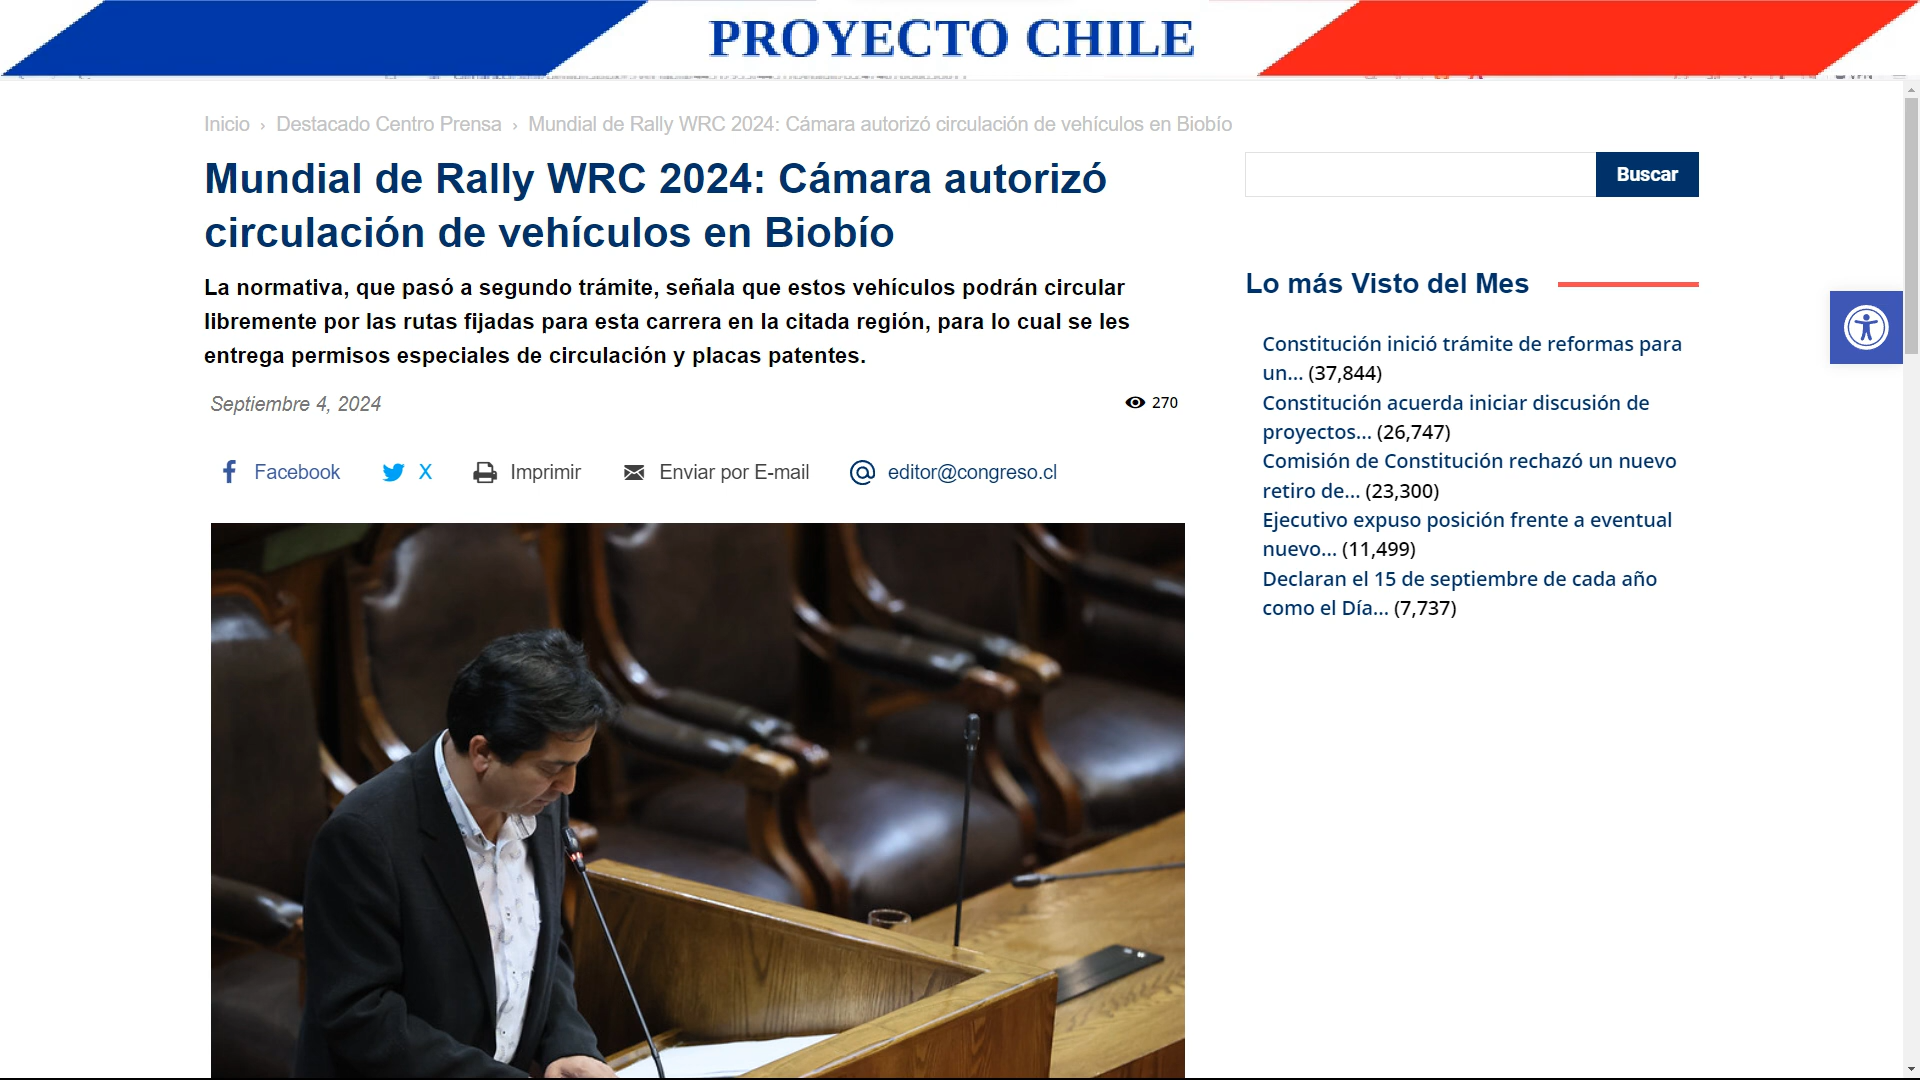 PROYECTO CHILE
Inicio › Destacado Centro Prensa › Mundial de Rally WRC 2024: Cámara autorizó circulación de vehículos en Biobío
Mundial de Rally WRC 2024: Cámara autorizó
circulación de vehículos en Biobío
La normativa, que pasó a segundo trámite, señala que estos vehículos podrán circular
libremente por las rutas fijadas para esta carrera en la citada región, para lo cual se les
entrega permisos especiales de circulación y placas patentes.
Septiembre 4, 2024
270
Facebook
X
Imprimir
Enviar por E-mail
editor@congreso.cl
Buscar
Lo más Visto del Mes
Constitución inició trámite de reformas para
un... (37,844)
Constitución acuerda iniciar discusión de
proyectos... (26,747)
Comisión de Constitución rechazó un nuevo
retiro de... (23,300)
Ejecutivo expuso posición frente a eventual
nuevo... (11,499)
Declaran el 15 de septiembre de cada año
como el Día... (7,737)